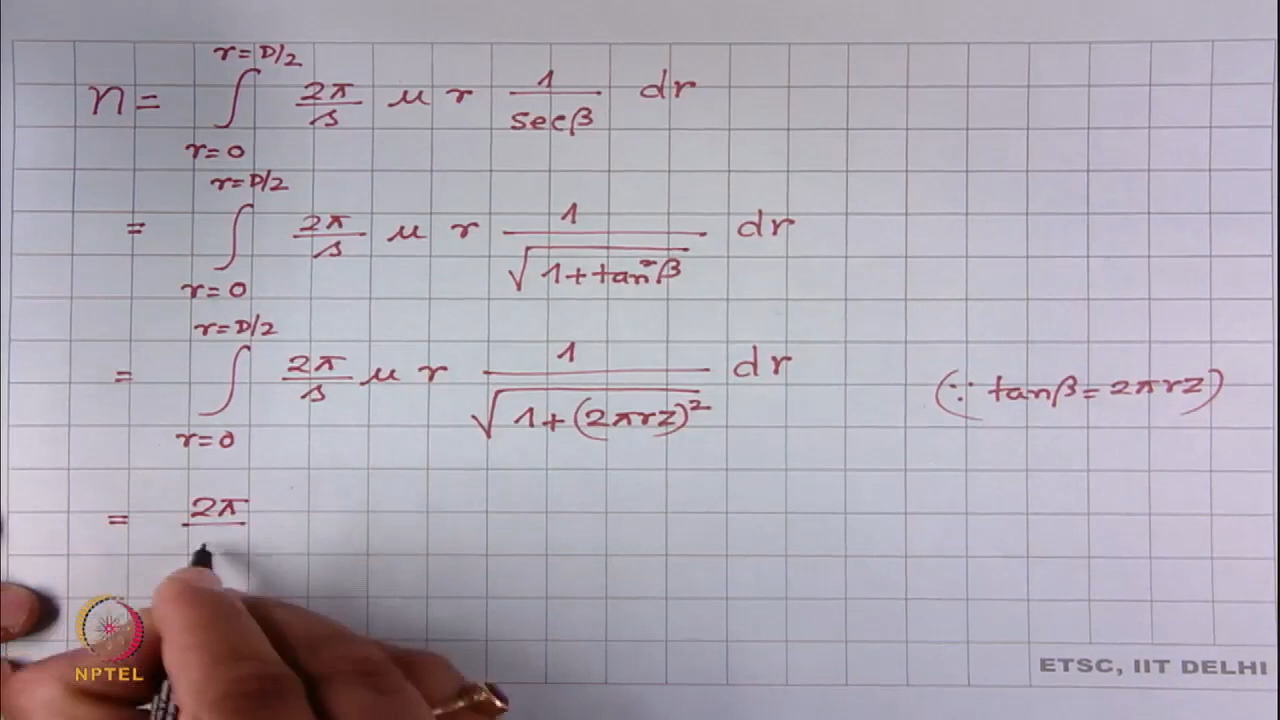 r=D/2
n = ∫ 2π/s μ r 1/secβ dr
r=0
r=D/2
= ∫ 2π/s μ r 1/√(1+tan²β) dr
r=0
r=D/2
= ∫ 2π/s μ r 1/√(1+(2πrz)²) dr (∵ tanβ = 2πrz)
r=0
= 2π
NPTEL
ETSC, IIT DELHI